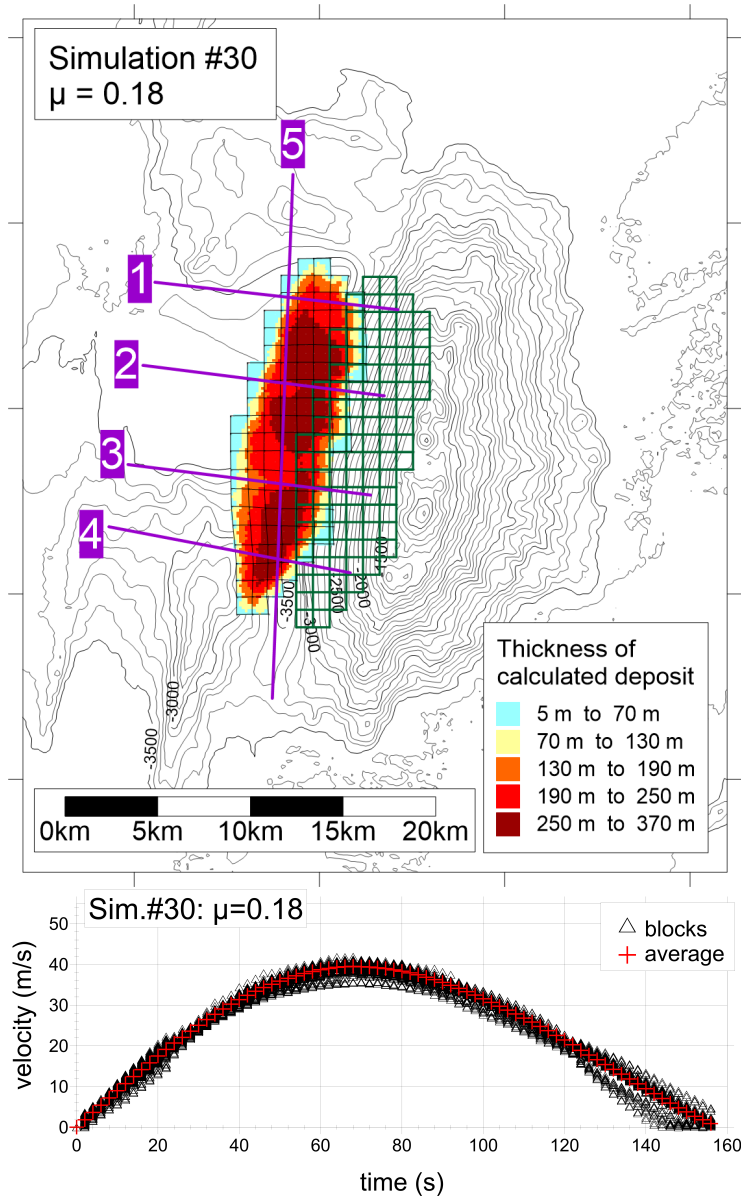 Simulation #30
μ = 0.18
5
1
2
3
4
-1000
-2000
-2500
-3500
-3000
-3000
-3500
Thickness of
calculated deposit
5 m to 70 m
70 m to 130 m
130 m to 190 m
190 m to 250 m
250 m to 370 m
0km 5km 10km 15km 20km
Sim.#30: μ=0.18
blocks
average
velocity (m/s)
50
40
30
20
10
0
0 20 40 60 80 100 120 140 160
time (s)